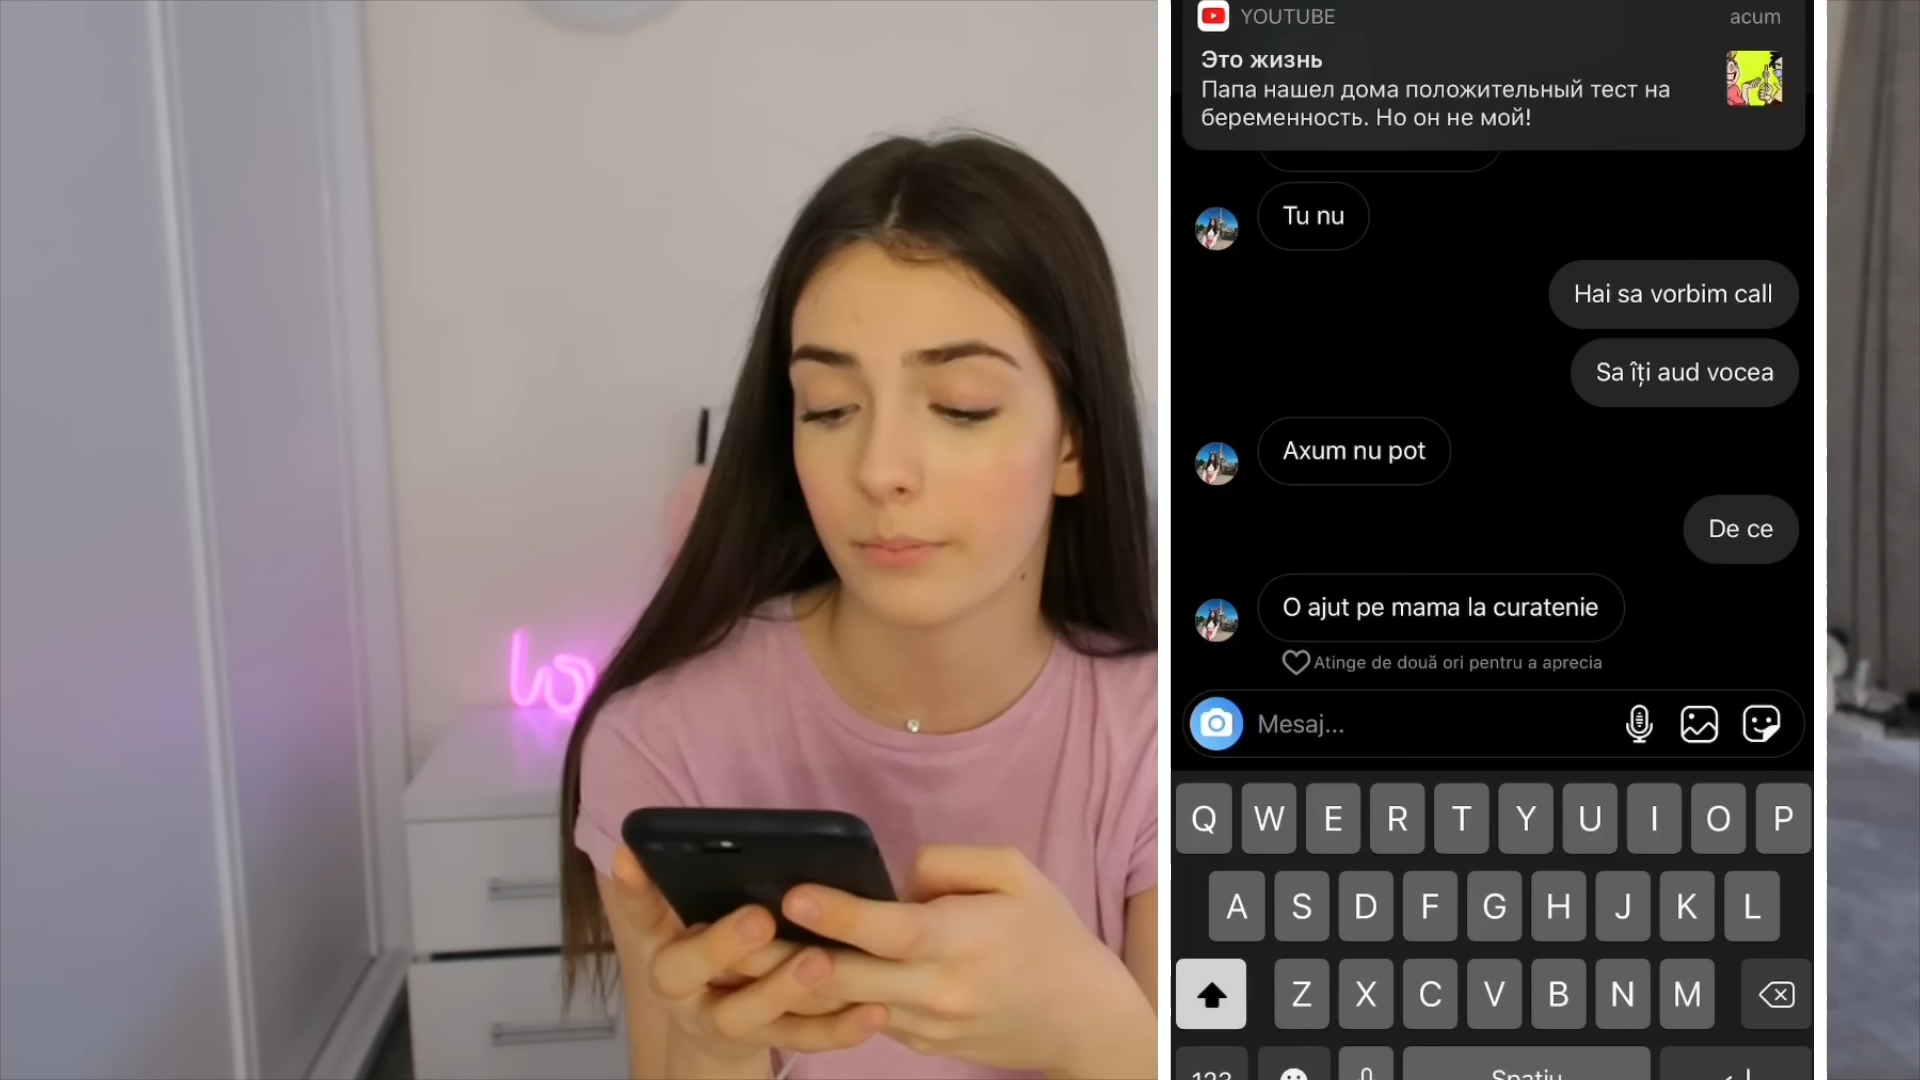 YOUTUBE
acum
Это жизнь
Папа нашел дома положительный тест на
беременность. Но он не мой!
Tu nu
Hai sa vorbim call
Sa îți aud vocea
Axum nu pot
De ce
O ajut pe mama la curatenie
Atinge de două ori pentru a aprecia
Mesaj...
Q W E R T Y U I O P
A S D F G H J K L
Z X C V B N M
123
Spațiu